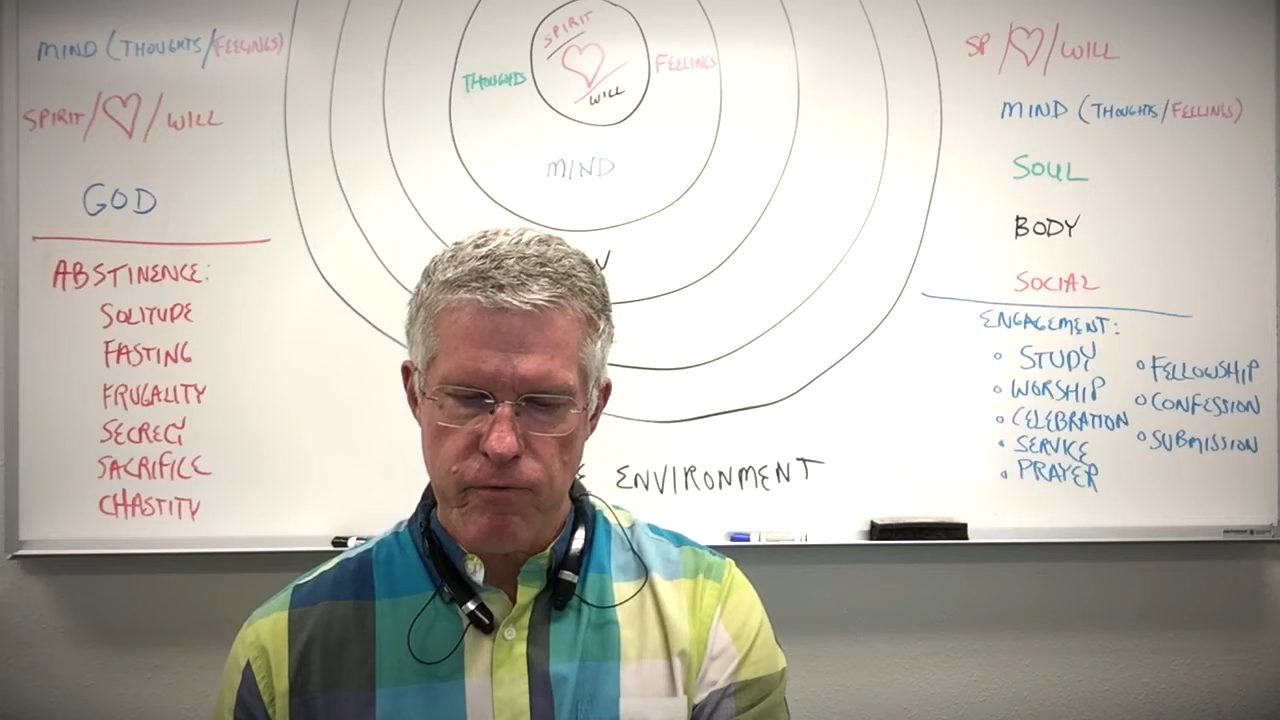 MIND (THOUGHTS/FEELINGS)
SPIRIT/♡/WILL
GOD
ABSTINENCE:
SOLITUDE
FASTING
FRUGALITY
SECRECY
SACRIFICE
CHASTITY
SPIRIT
♡
WILL
THOUGHTS
FEELINGS
MIND
ENVIRONMENT
SP/♡/WILL
MIND (THOUGHTS/FEELINGS)
SOUL
BODY
SOCIAL
ENGAGEMENT:
STUDY
WORSHIP
CELEBRATION
SERVICE
PRAYER
FELLOWSHIP
CONFESSION
SUBMISSION